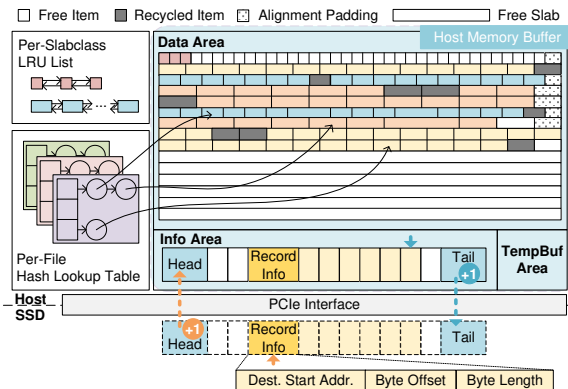 Free Item
Recycled Item
Alignment Padding
Free Slab
Per-Slabclass
LRU List
...
Data Area
Host Memory Buffer
Per-File
Hash Lookup Table
Info Area
Head
Record
Info
Tail
+1
TempBuf
Area
Host
SSD
PCIe Interface
+1
Head
Record
Info
Tail
Dest. Start Addr.
Byte Offset
Byte Length